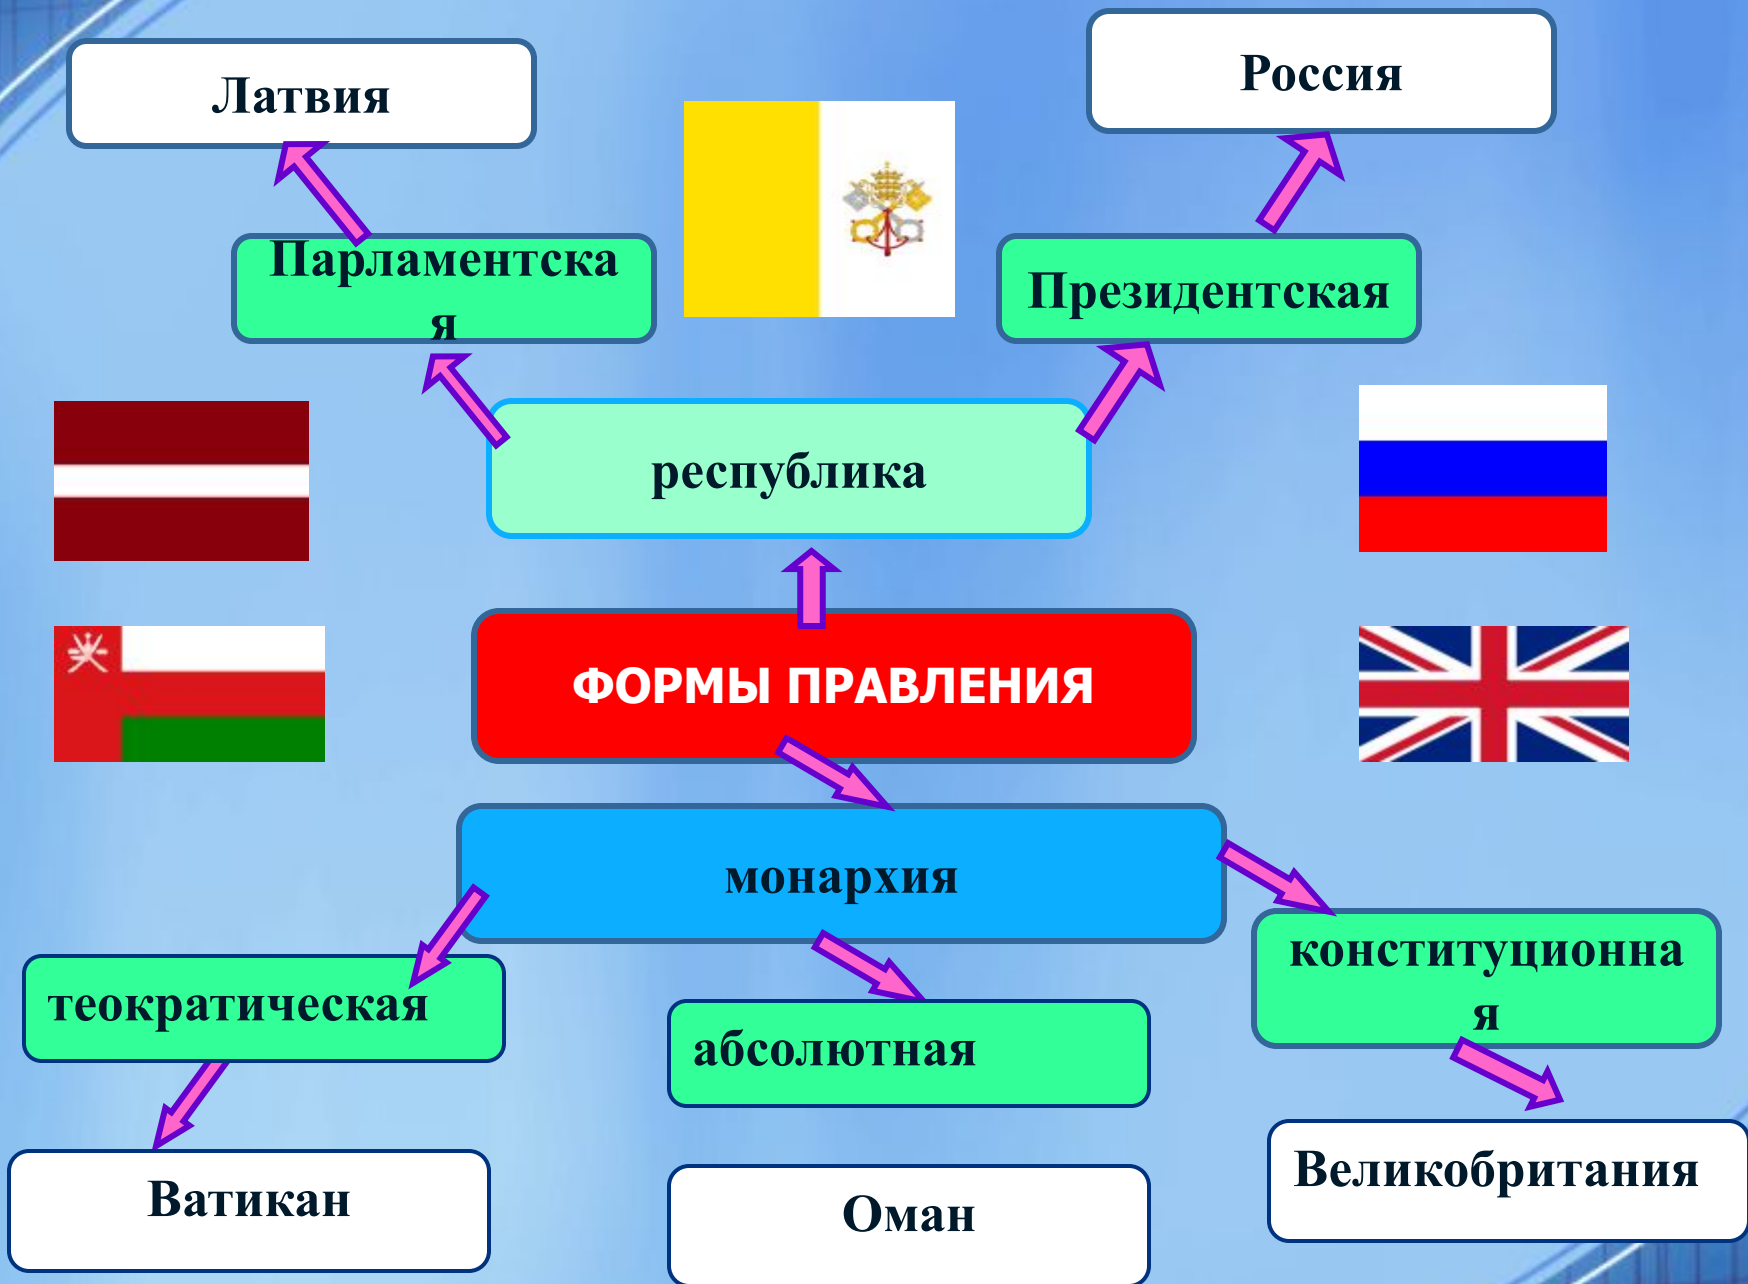 Латвия
Россия
Парламентска
я
Президентская
республика
ФОРМЫ ПРАВЛЕНИЯ
монархия
теократическая
абсолютная
конституционна
я
Ватикан
Оман
Великобритания